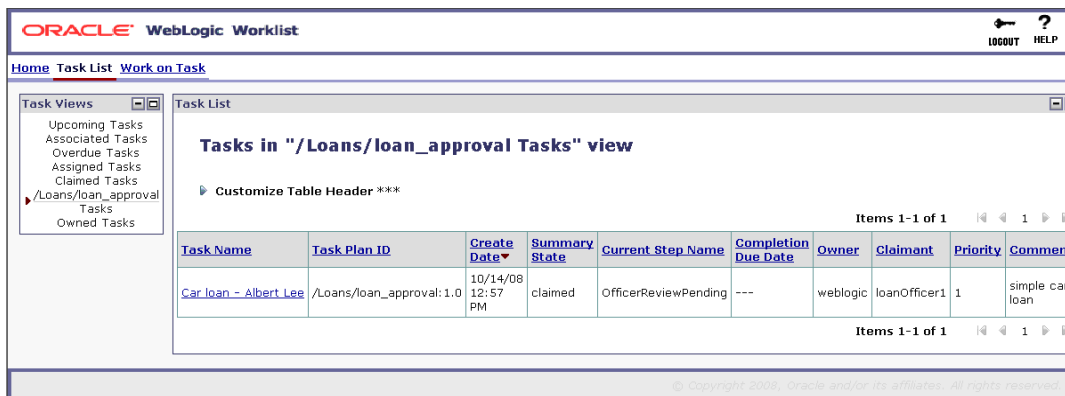 ORACLE WebLogic Worklist
LOGOUT
? HELP
Home Task List Work on Task
Task Views
Upcoming Tasks
Associated Tasks
Overdue Tasks
Assigned Tasks
Claimed Tasks
/Loans/loan_approval
Tasks
Owned Tasks
Task List
Tasks in "/Loans/loan_approval Tasks" view
Customize Table Header ***
Items 1-1 of 1 1
Task Name Task Plan ID Create Date Summary State Current Step Name Completion Due Date Owner Claimant Priority Commen
Car loan - Albert Lee /Loans/loan_approval:1.0 10/14/08 12:57 PM claimed OfficerReviewPending --- weblogic loanOfficer1 1 simple ca loan
Items 1-1 of 1 1
© Copyright 2008, Oracle and/or its affiliates. All rights reserved.